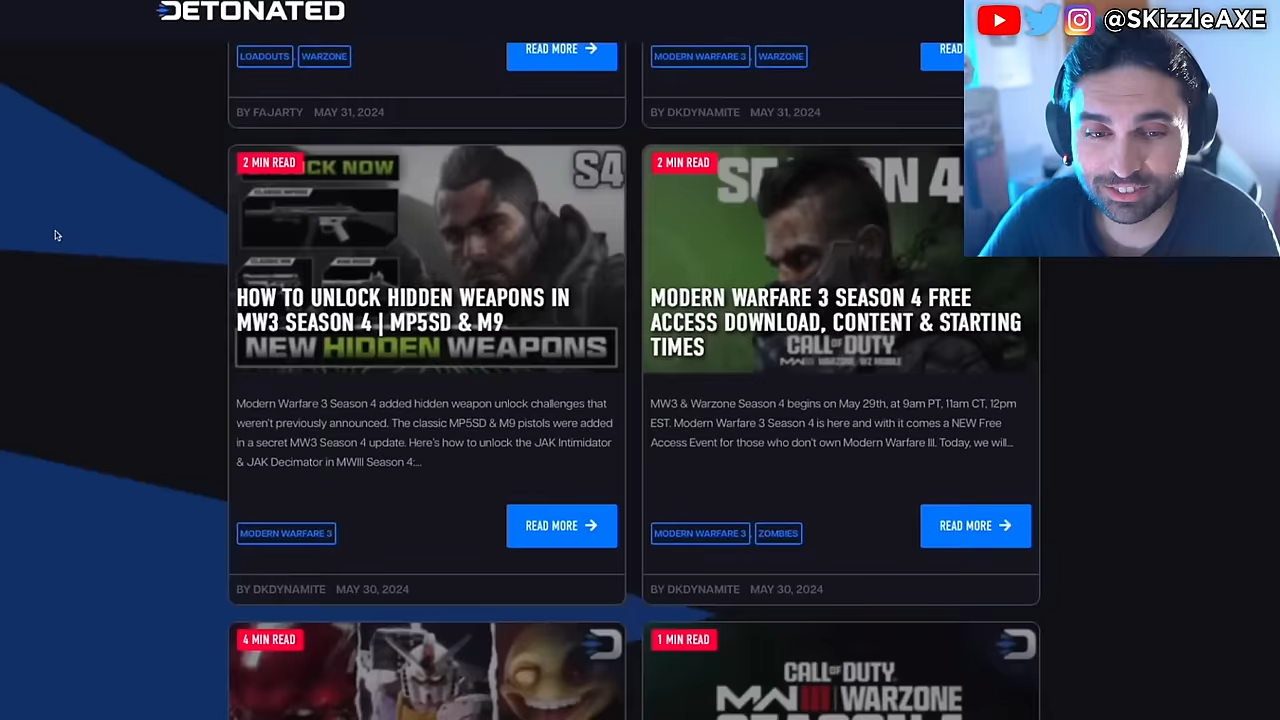 DETONATED
@SKizzleAXE
LOADOUTS
WARZONE
READ MORE
MODERN WARFARE 3
WARZONE
READ
BY FAJARTY MAY 31, 2024
BY DKDYNAMITE MAY 31, 2024
2 MIN READ
CK NOW
S4
HOW TO UNLOCK HIDDEN WEAPONS IN
MW3 SEASON 4 | MP5SD & M9
NEW HIDDEN WEAPONS
Modern Warfare 3 Season 4 added hidden weapon unlock challenges that
weren't previously announced. The classic MP5SD & M9 pistols were added
in a secret MW3 Season 4 update. Here's how to unlock the JAK Intimidator
& JAK Decimator in MWIII Season 4:...
MODERN WARFARE 3
READ MORE
BY DKDYNAMITE MAY 30, 2024
2 MIN READ
SE N 4
MODERN WARFARE 3 SEASON 4 FREE
ACCESS DOWNLOAD, CONTENT & STARTING
TIMES
CALL OF DUTY
MW3 & Warzone Season 4 begins on May 29th, at 9am PT, 11am CT, 12pm
EST. Modern Warfare 3 Season 4 is here and with it comes a NEW Free
Access Event for those who don't own Modern Warfare III. Today, we will...
MODERN WARFARE 3
ZOMBIES
READ MORE
BY DKDYNAMITE MAY 30, 2024
4 MIN READ
1 MIN READ
CALL OF DUTY
MWIII WARZONE